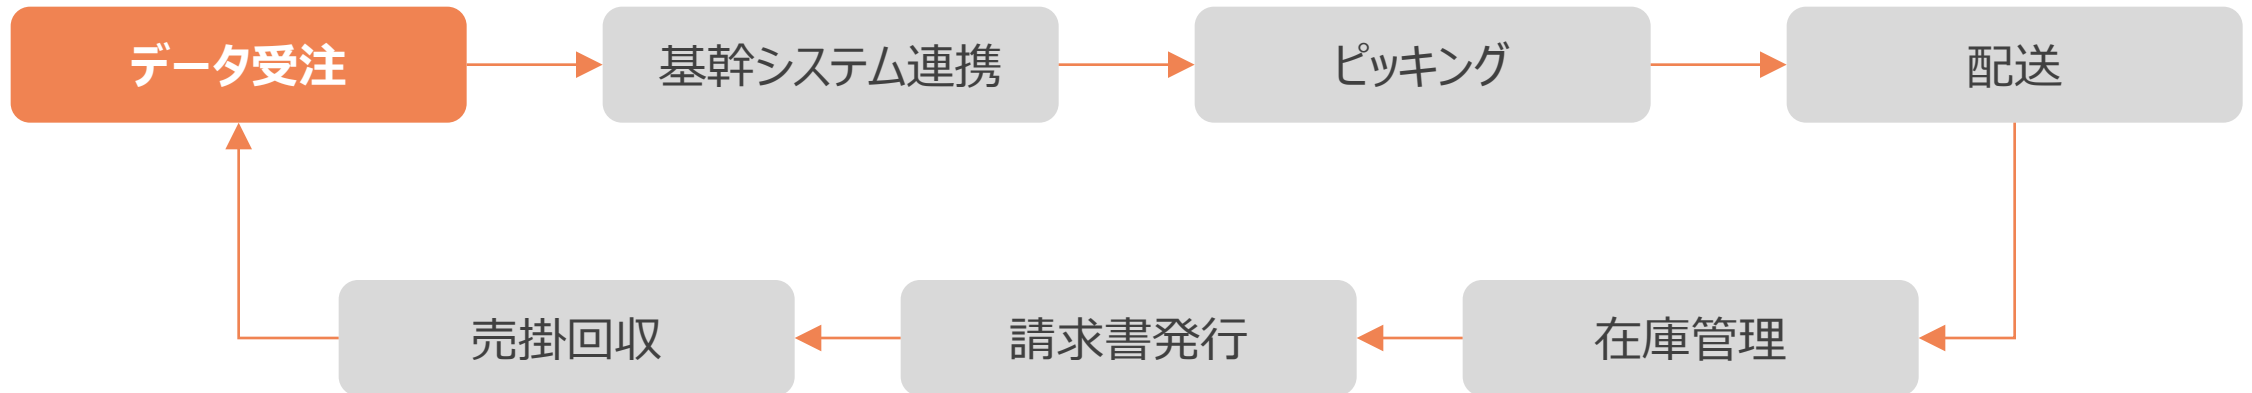 データ受注
基幹システム連携
ピッキング
配送
売掛回収
請求書発行
在庫管理